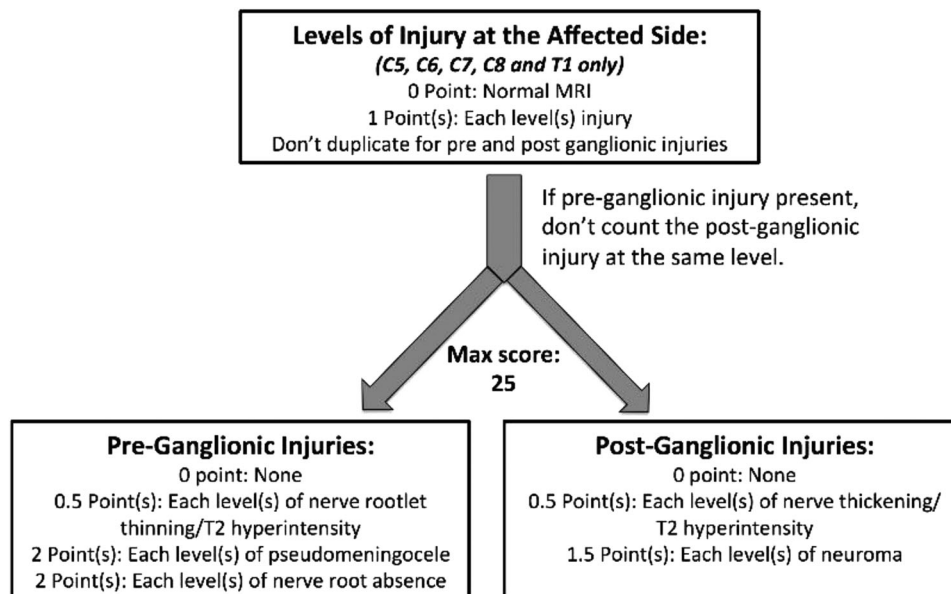 Levels of Injury at the Affected Side:
(C5, C6, C7, C8 and T1 only)
0 Point: Normal MRI
1 Point(s): Each level(s) injury
Don't duplicate for pre and post ganglionic injuries
If pre-ganglionic injury present,
don't count the post-ganglionic
injury at the same level.
Max score:
25
Pre-Ganglionic Injuries:
0 point: None
0.5 Point(s): Each level(s) of nerve rootlet
thinning/T2 hyperintensity
2 Point(s): Each level(s) of pseudomeningocele
2 Point(s): Each level(s) of nerve root absence
Post-Ganglionic Injuries:
0 point: None
0.5 Point(s): Each level(s) of nerve thickening/
T2 hyperintensity
1.5 Point(s): Each level(s) of neuroma